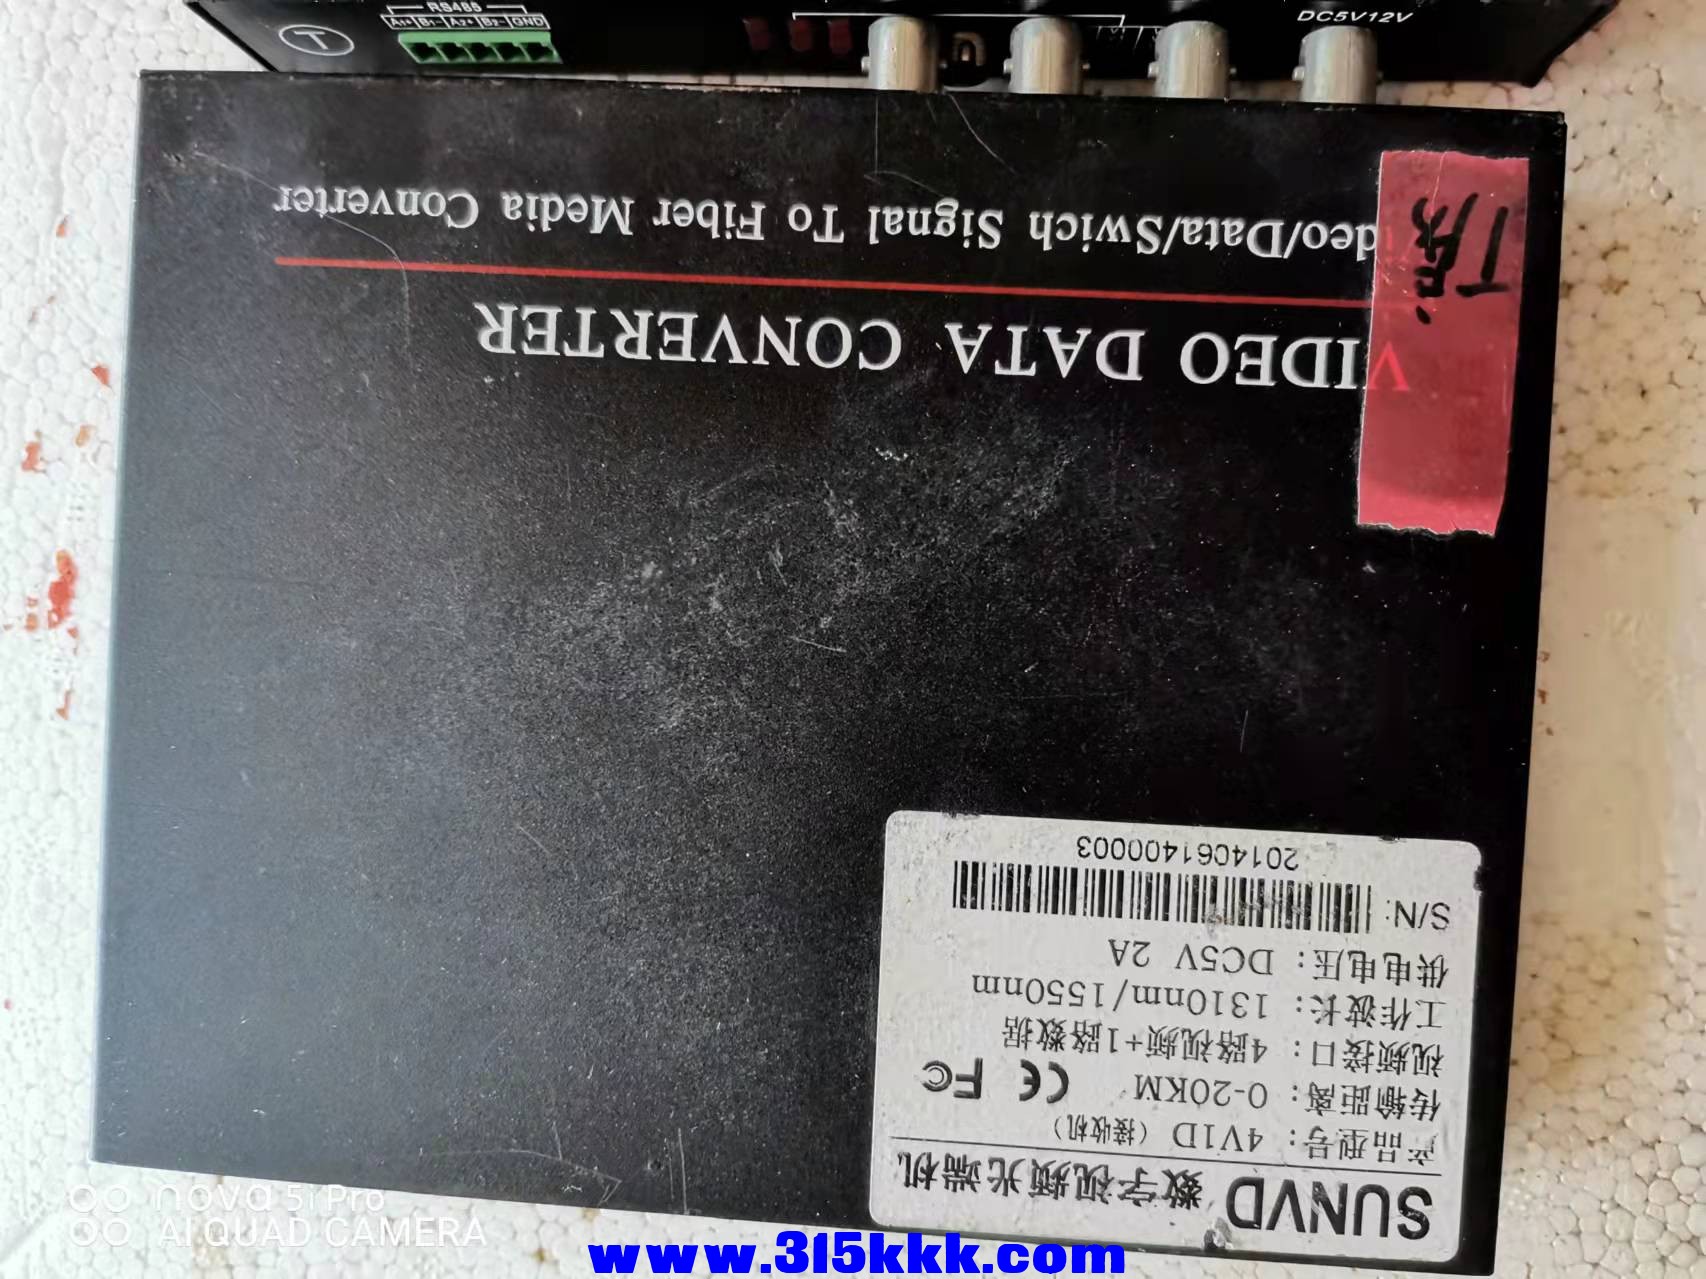 RS485
A1+ B1- A2+ B2- GND
T
DC5V12V
SUNVD 数字视频光端机
产品型号: 4V1D (接收机)
传输距离: 0-20KM CE FC
视频接口: 4路视频+1路数据
工作波长: 1310nm/1550nm
供电电压: DC5V 2A
S/N:
2014061400003
VIDEO DATA CONVERTER
deo/Data/Swich Signal To Fiber Media Converter
nova 5i Pro
AI QUAD CAMERA
www.315kkk.com